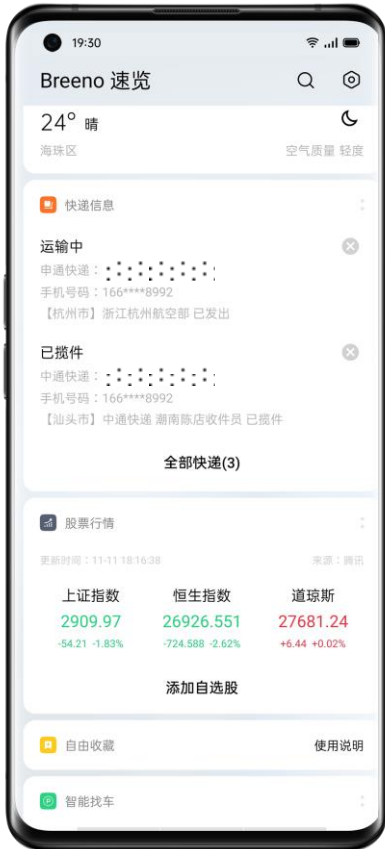 19:30
Breeno 速览
24° 晴
海珠区 空气质量 轻度
快递信息
运输中
申通快递：
手机号码：166****8992
【杭州市】浙江杭州航空部 已发出
已揽件
中通快递：
手机号码：166****8992
【汕头市】中通快递 潮南陈店收件员 已揽件
全部快递(3)
股票行情
更新时间：11-11 18:16:38 来源：腾讯
上证指数 恒生指数 道琼斯
2909.97 26926.551 27681.24
-54.21 -1.83% -724.588 -2.62% +6.44 +0.02%
添加自选股
自由收藏 使用说明
智能找车